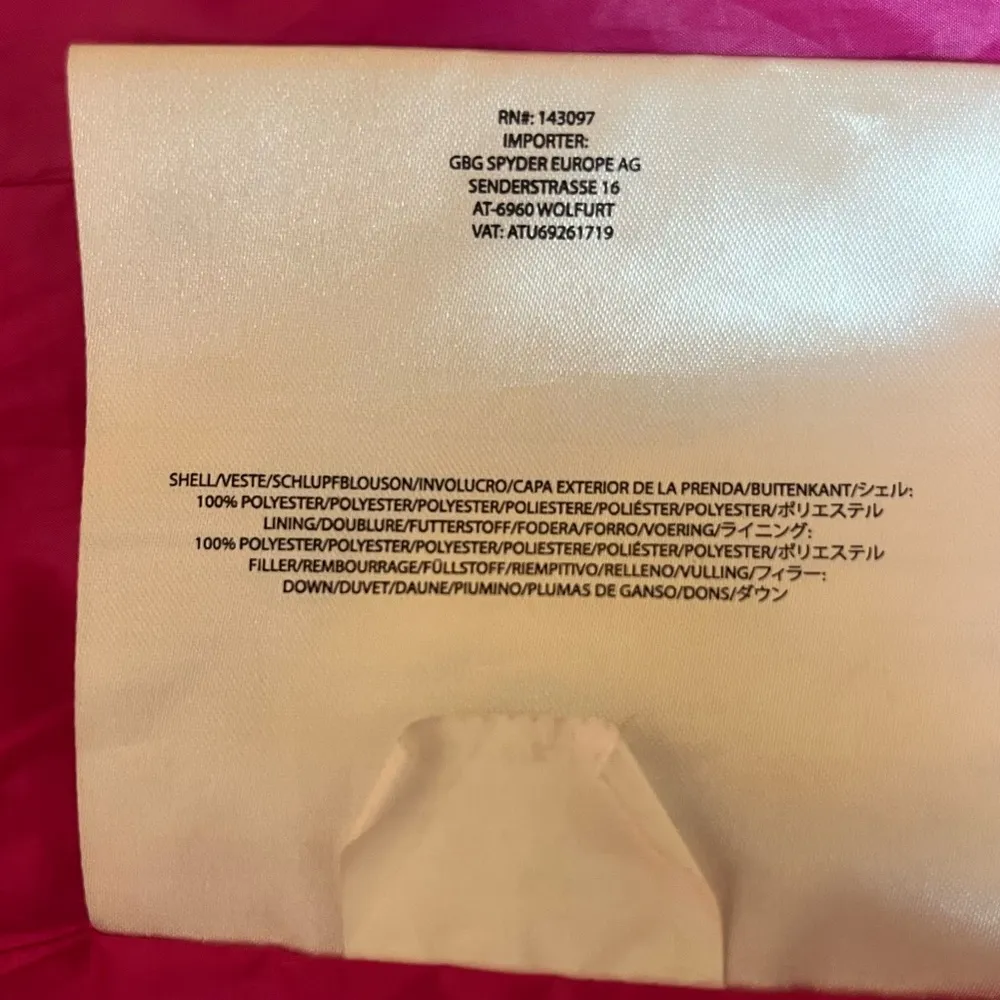 RN#: 143097
IMPORTER:
GBG SPYDER EUROPE AG
SENDERSTRASSE 16
AT-6960 WOLFURT
VAT: ATU69261719
SHELL/VESTE/SCHLUPFBLOUSON/INVOLUCRO/CAPA EXTERIOR DE LA PRENDA/BUITENKANT/シェル:
100% POLYESTER/POLYESTER/POLYESTER/POLIESTERE/POLIÉSTER/POLYESTER/ポリエステル
LINING/DOUBLURE/FUTTERSTOFF/FODERA/FORRO/VOERING/ライニング:
100% POLYESTER/POLYESTER/POLYESTER/POLIESTERE/POLIÉSTER/POLYESTER/ポリエステル
FILLER/REMBOURRAGE/FÜLLSTOFF/RIEMPITIVO/RELLENO/VULLING/フィラー:
DOWN/DUVET/DAUNE/PIUMINO/PLUMAS DE GANSO/DONS/ダウン